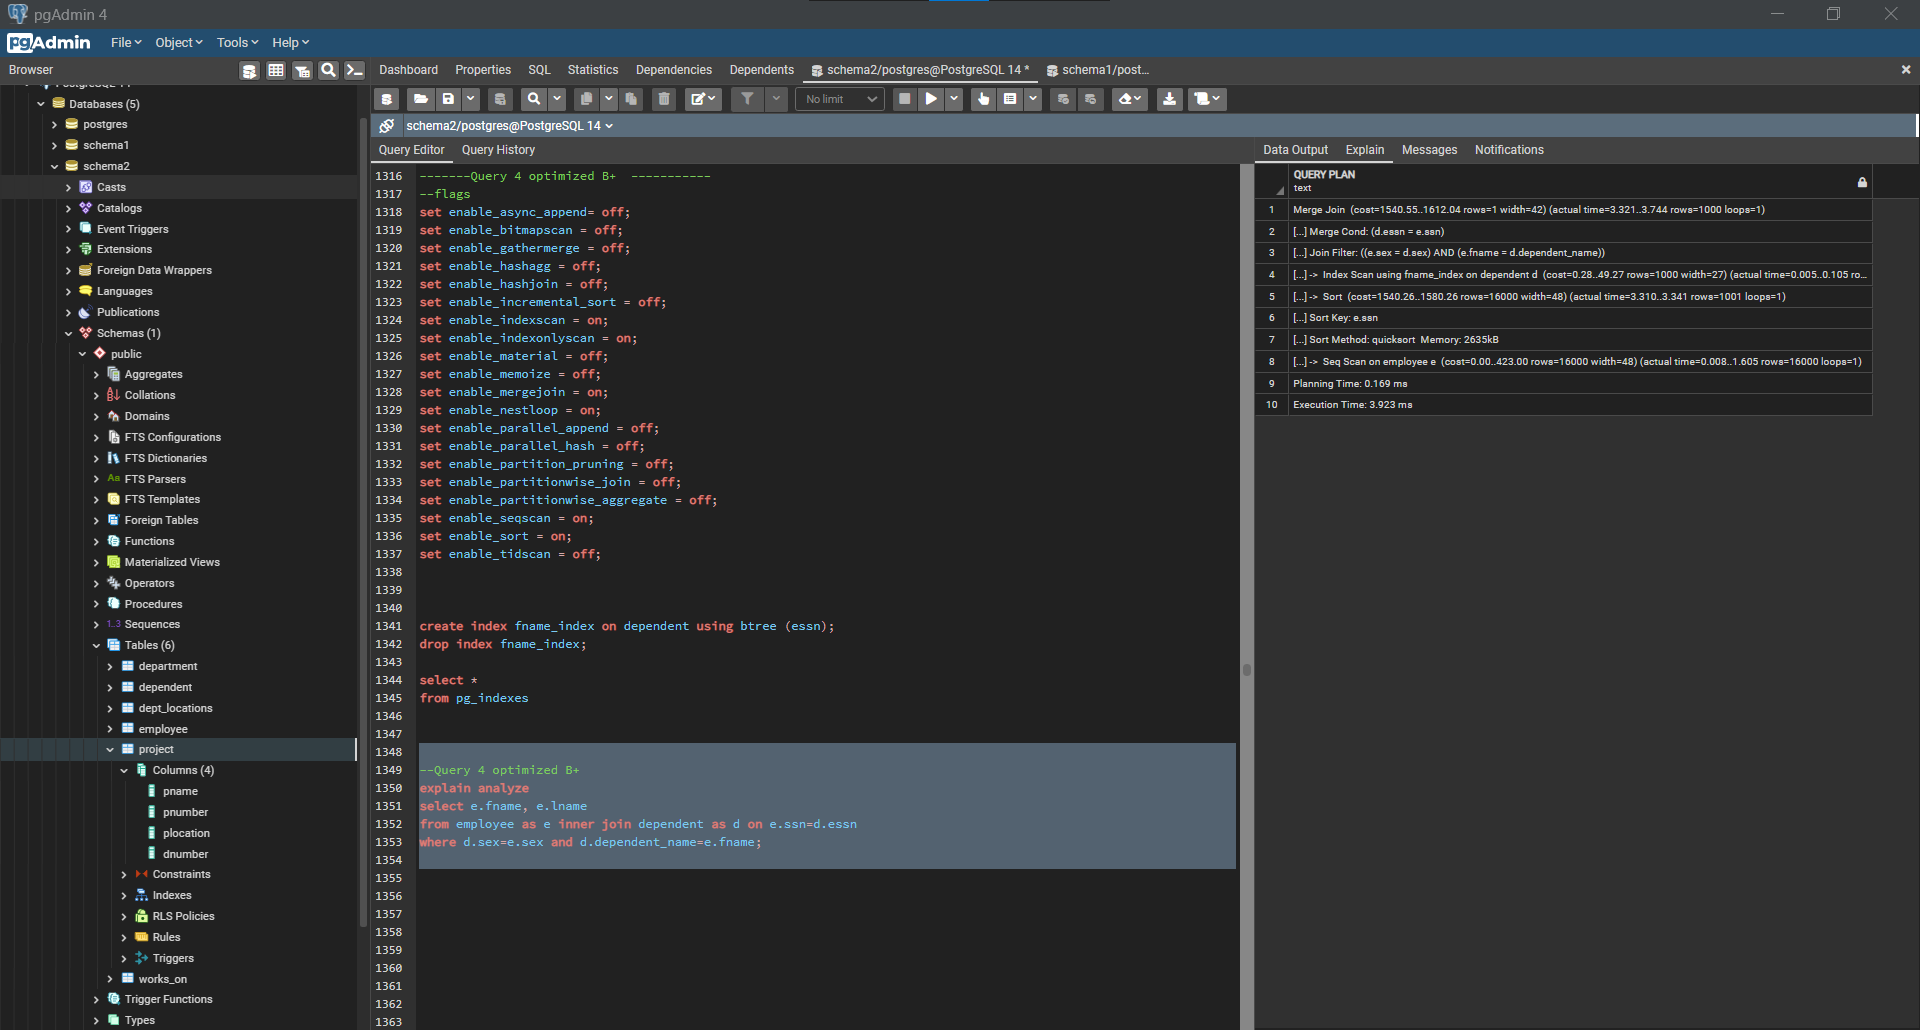 pgAdmin 4
pgAdmin File Object Tools Help
Browser
Dashboard Properties SQL Statistics Dependencies Dependents schema2/postgres@PostgreSQL 14 * schema1/post...
Databases (5)
postgres
schema1
schema2
Casts
Catalogs
Event Triggers
Extensions
Foreign Data Wrappers
Languages
Publications
Schemas (1)
public
Aggregates
Collations
Domains
FTS Configurations
FTS Dictionaries
FTS Parsers
FTS Templates
Foreign Tables
Functions
Materialized Views
Operators
Procedures
1..3 Sequences
Tables (6)
department
dependent
dept_locations
employee
project
Columns (4)
pname
pnumber
plocation
dnumber
Constraints
Indexes
RLS Policies
Rules
Triggers
works_on
Trigger Functions
Types
No limit
schema2/postgres@PostgreSQL 14
Query Editor Query History
1316 -------Query 4 optimized B+ -----------
1317 --flags
1318 set enable_async_append= off;
1319 set enable_bitmapscan = off;
1320 set enable_gathermerge = off;
1321 set enable_hashagg = off;
1322 set enable_hashjoin = off;
1323 set enable_incremental_sort = off;
1324 set enable_indexscan = on;
1325 set enable_indexonlyscan = on;
1326 set enable_material = off;
1327 set enable_memoize = off;
1328 set enable_mergejoin = on;
1329 set enable_nestloop = on;
1330 set enable_parallel_append = off;
1331 set enable_parallel_hash = off;
1332 set enable_partition_pruning = off;
1333 set enable_partitionwise_join = off;
1334 set enable_partitionwise_aggregate = off;
1335 set enable_seqscan = on;
1336 set enable_sort = on;
1337 set enable_tidscan = off;
1338
1339
1340
1341 create index fname_index on dependent using btree (essn);
1342 drop index fname_index;
1343
1344 select *
1345 from pg_indexes
1346
1347
1348
1349 --Query 4 optimized B+
1350 explain analyze
1351 select e.fname, e.lname
1352 from employee as e inner join dependent as d on e.ssn=d.essn
1353 where d.sex=e.sex and d.dependent_name=e.fname;
1354
1355
1356
1357
1358
1359
1360
1361
1362
1363
Data Output Explain Messages Notifications
QUERY PLAN
text
1 Merge Join (cost=1540.55..1612.04 rows=1 width=42) (actual time=3.321..3.744 rows=1000 loops=1)
2 [...] Merge Cond: (d.essn = e.ssn)
3 [...] Join Filter: ((e.sex = d.sex) AND (e.fname = d.dependent_name))
4 [...] -> Index Scan using fname_index on dependent d (cost=0.28..49.27 rows=1000 width=27) (actual time=0.005..0.105 ro...
5 [...] -> Sort (cost=1540.26..1580.26 rows=16000 width=48) (actual time=3.310..3.341 rows=1001 loops=1)
6 [...] Sort Key: e.ssn
7 [...] Sort Method: quicksort Memory: 2635kB
8 [...] -> Seq Scan on employee e (cost=0.00..423.00 rows=16000 width=48) (actual time=0.008..1.605 rows=16000 loops=1)
9 Planning Time: 0.169 ms
10 Execution Time: 3.923 ms